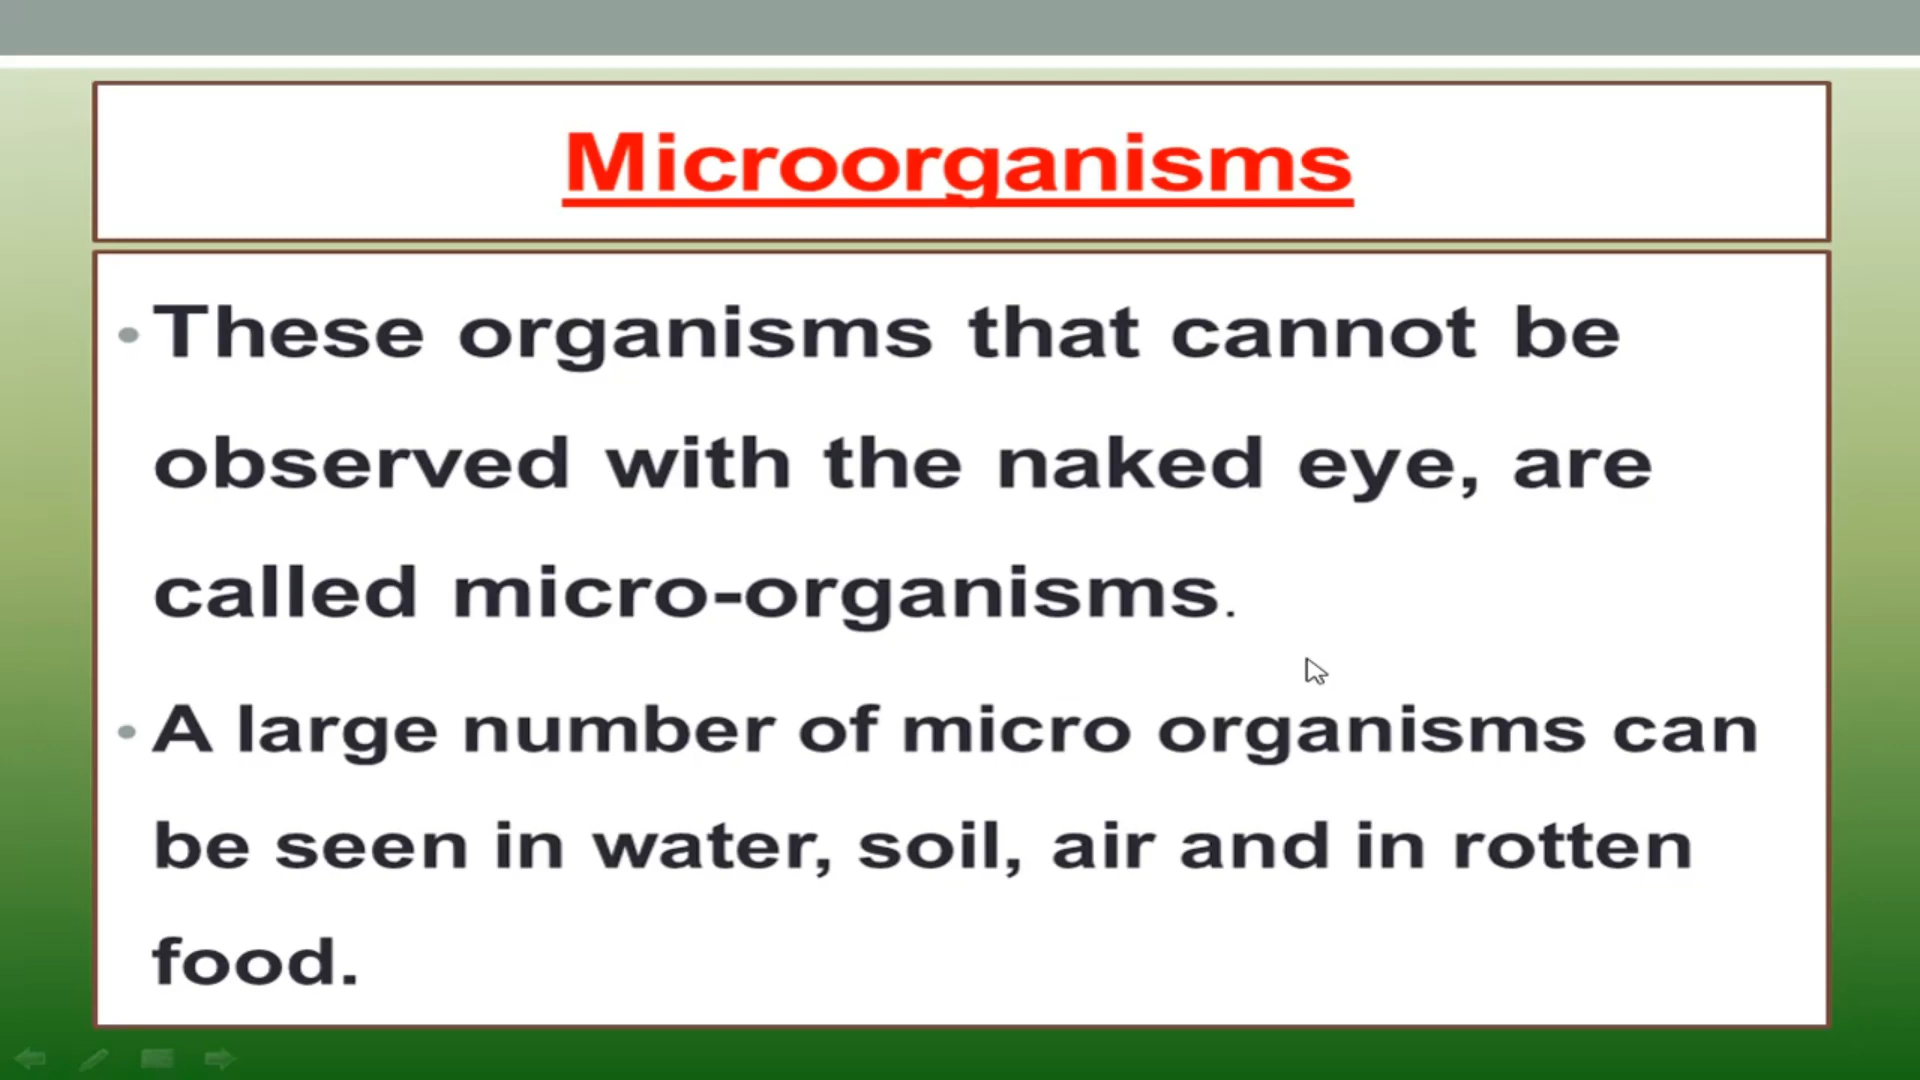 Microorganisms
• These organisms that cannot be
observed with the naked eye, are
called micro-organisms.
• A large number of micro organisms can
be seen in water, soil, air and in rotten
food.